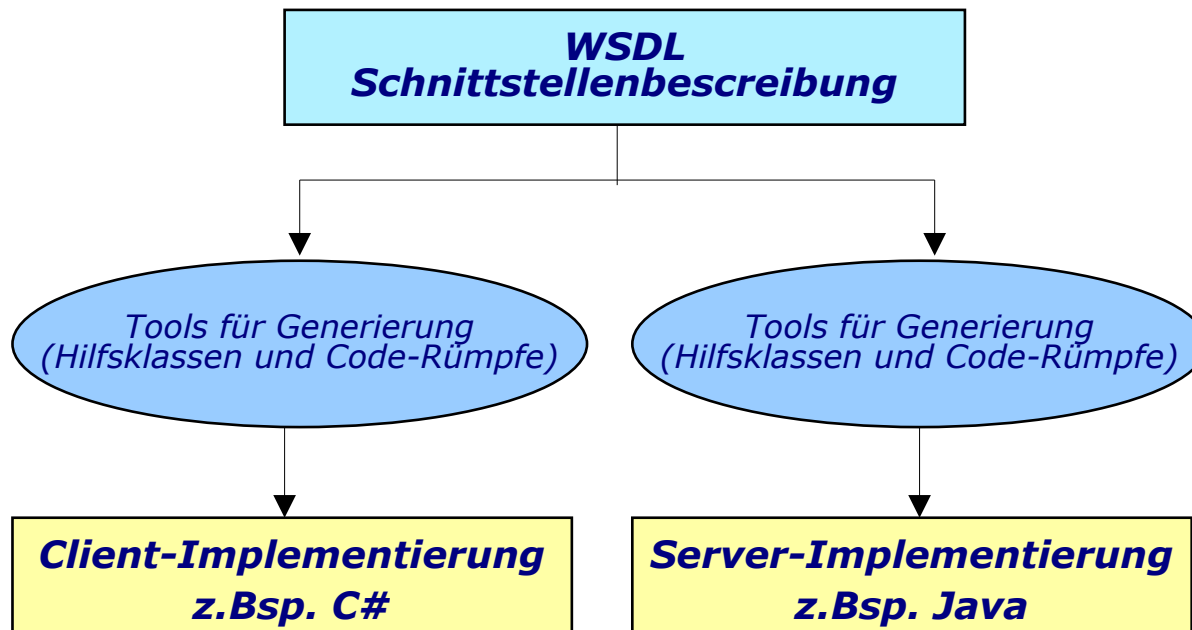 WSDL
Schnittstellenbescreibung
Tools für Generierung
(Hilfsklassen und Code-Rümpfe)
Tools für Generierung
(Hilfsklassen und Code-Rümpfe)
Client-Implementierung
z.Bsp. C#
Server-Implementierung
z.Bsp. Java